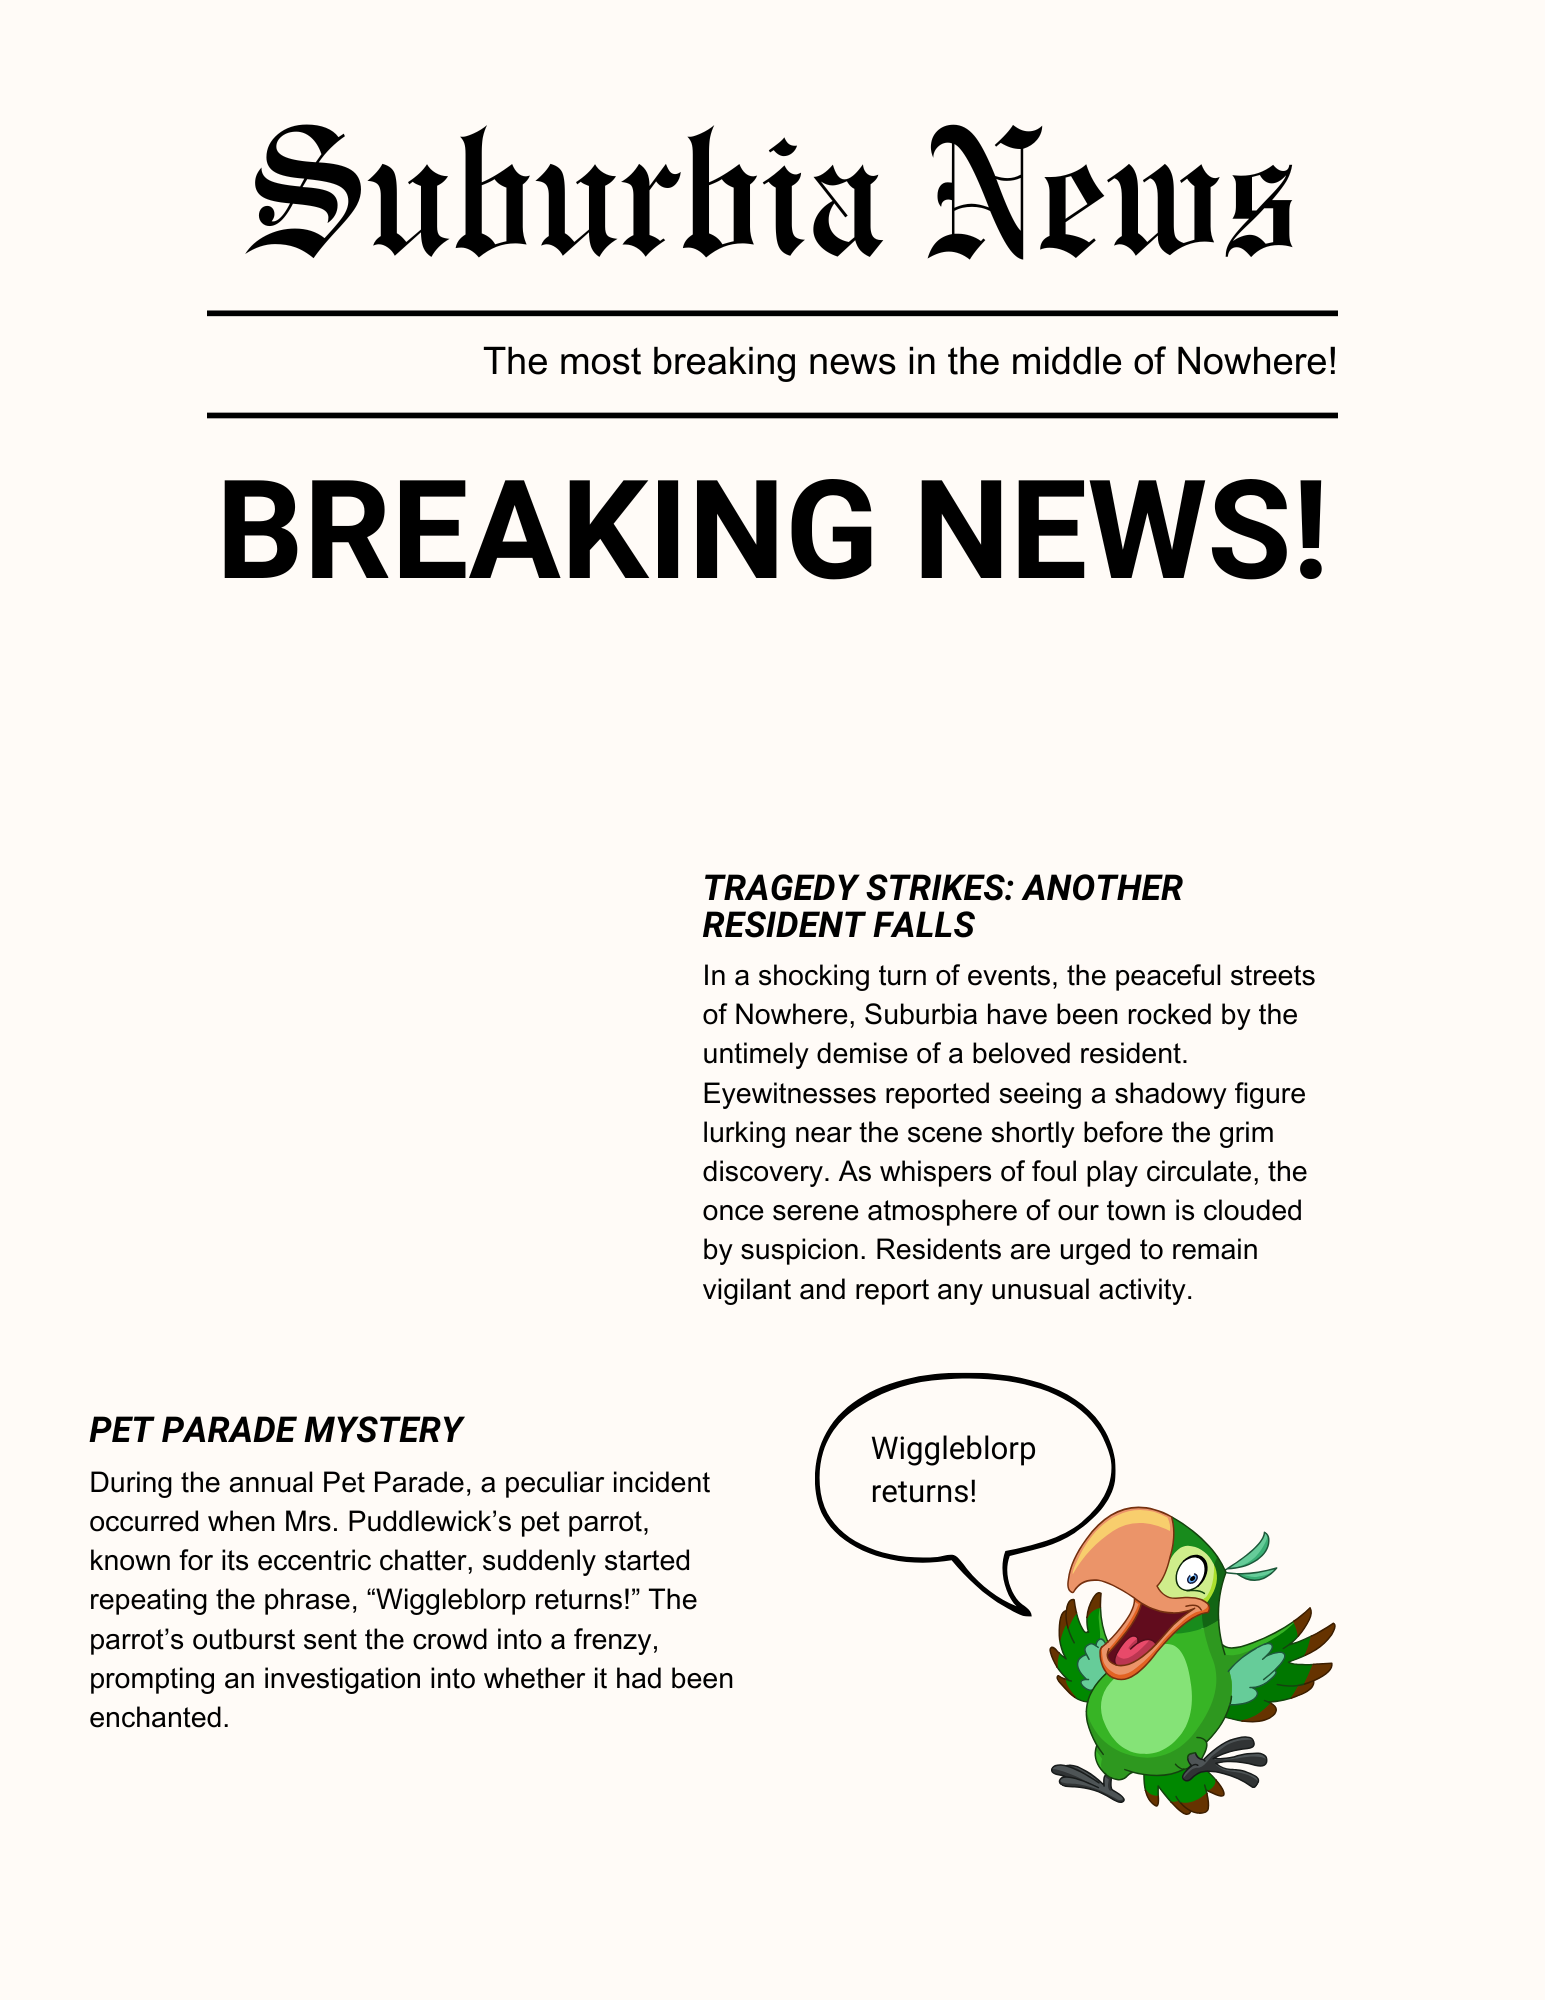 Suburbia News
The most breaking news in the middle of Nowhere!
BREAKING NEWS!
TRAGEDY STRIKES: ANOTHER
RESIDENT FALLS
In a shocking turn of events, the peaceful streets
of Nowhere, Suburbia have been rocked by the
untimely demise of a beloved resident.
Eyewitnesses reported seeing a shadowy figure
lurking near the scene shortly before the grim
discovery. As whispers of foul play circulate, the
once serene atmosphere of our town is clouded
by suspicion. Residents are urged to remain
vigilant and report any unusual activity.
PET PARADE MYSTERY
During the annual Pet Parade, a peculiar incident
occurred when Mrs. Puddlewick’s pet parrot,
known for its eccentric chatter, suddenly started
repeating the phrase, “Wiggleblorp returns!” The
parrot’s outburst sent the crowd into a frenzy,
prompting an investigation into whether it had been
enchanted.
Wiggleblorp
returns!